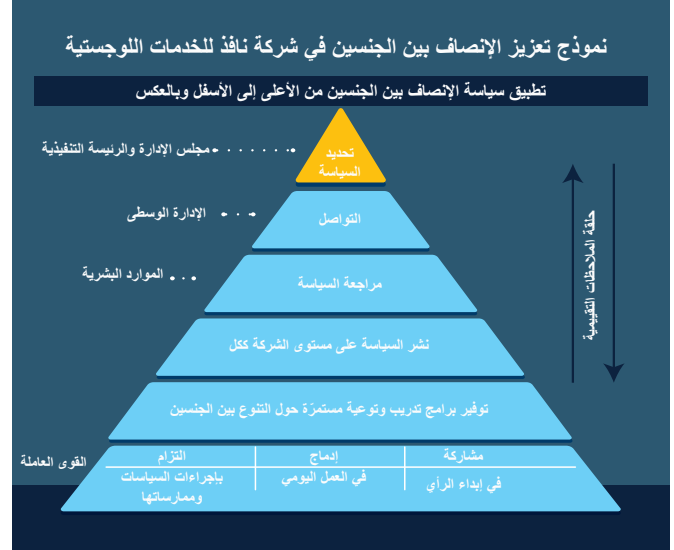 نموذج تعزيز الإنصاف بين الجنسين في شركة نافذ للخدمات اللوجستية
تطبيق سياسة الإنصاف بين الجنسين من الأعلى إلى الأسفل وبالعكس
مجلس الإدارة والرئيسة التنفيذية
تحديد
السياسة
الإدارة الوسطى
التواصل
الموارد البشرية
مراجعة السياسة
حلقة الملاحظات التقييمية
نشر السياسة على مستوى الشركة ككل
توفير برامج تدريب وتوعية مستمرّة حول التنوع بين الجنسين
القوى العاملة
مشاركة
في إبداء الرأي
إدماج
في العمل اليومي
التزام
بإجراءات السياسات
وممارساتها